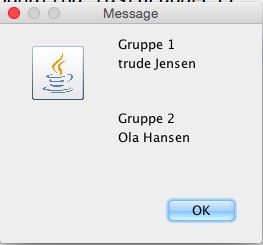 Message
Gruppe 1
trude Jensen
Gruppe 2
Ola Hansen
OK